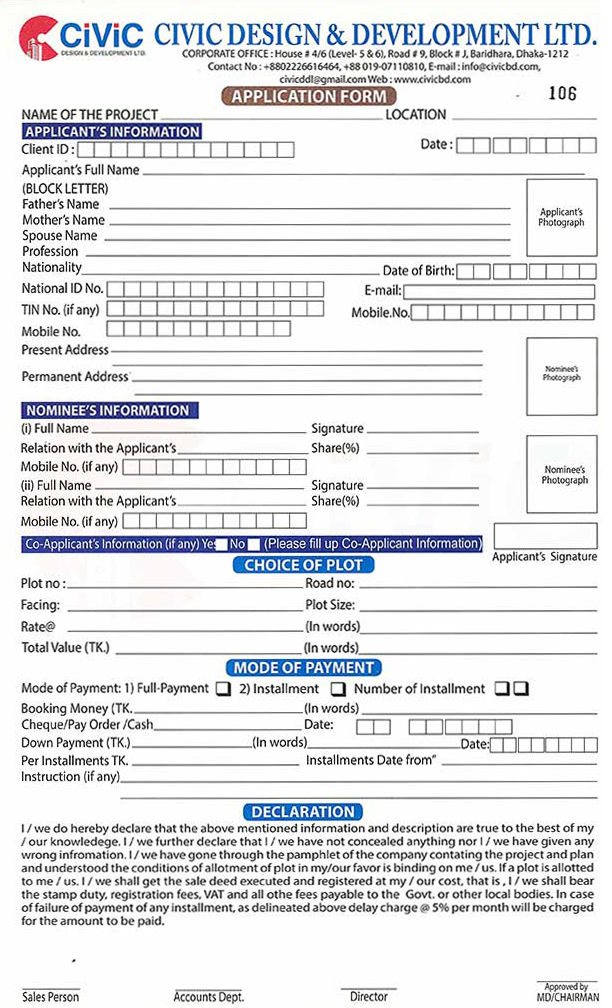 CiViC
DESIGN & DEVELOPMENT LTD.
CIVIC DESIGN & DEVELOPMENT LTD.
CORPORATE OFFICE : House # 4/6 (Level- 5 & 6), Road # 9, Block # J, Baridhara, Dhaka-1212
Contact No : +8802226616464, +88 019-07110810, E-mail : info@civicbd.com,
civicddl@gmail.com Web : www.civicbd.com
APPLICATION FORM
106
NAME OF THE PROJECT LOCATION
APPLICANT'S INFORMATION
Client ID : Date :
Applicant's Full Name
(BLOCK LETTER)
Father's Name
Mother's Name
Spouse Name
Profession
Applicant's
Photograph
Nationality Date of Birth:
National ID No. E-mail:
TIN No. (if any) Mobile.No.
Mobile No.
Present Address
Permanent Address
Nominee's
Photograph
NOMINEE'S INFORMATION
(i) Full Name Signature
Relation with the Applicant's Share(%)
Mobile No. (if any)
(ii) Full Name Signature
Relation with the Applicant's Share(%)
Mobile No. (if any)
Nominee's
Photograph
Co-Applicant's Information (if any) Yes No (Please fill up Co-Applicant Information)
Applicant's Signature
CHOICE OF PLOT
Plot no : Road no:
Facing: Plot Size:
Rate@ (In words)
Total Value (TK.) (In words)
MODE OF PAYMENT
Mode of Payment: 1) Full-Payment 2) Installment Number of Installment
Booking Money (TK. (In words)
Cheque/Pay Order /Cash Date:
Down Payment (TK.) (In words) Date:
Per Installments TK. Installments Date from"
Instruction (if any)
DECLARATION
I / we do hereby declare that the above mentioned information and description are true to the best of my
/ our knowledege. I / we further declare that I / we have not concealed anything nor I / we have given any
wrong infromation. I / we have gone through the pamphlet of the company contating the project and plan
and understood the conditions of allotment of plot in my/our favor is binding on me / us. If a plot is allotted
to me / us. I / we shall get the sale deed executed and registered at my / our cost, that is , I / we shall bear
the stamp duty, registration fees, VAT and all othe fees payable to the Govt. or other local bodies. In case
of failure of payment of any installment, as delineated above delay charge @ 5% per month will be charged
for the amount to be paid.
Sales Person Accounts Dept. Director Approved by
MD/CHAIRMAN